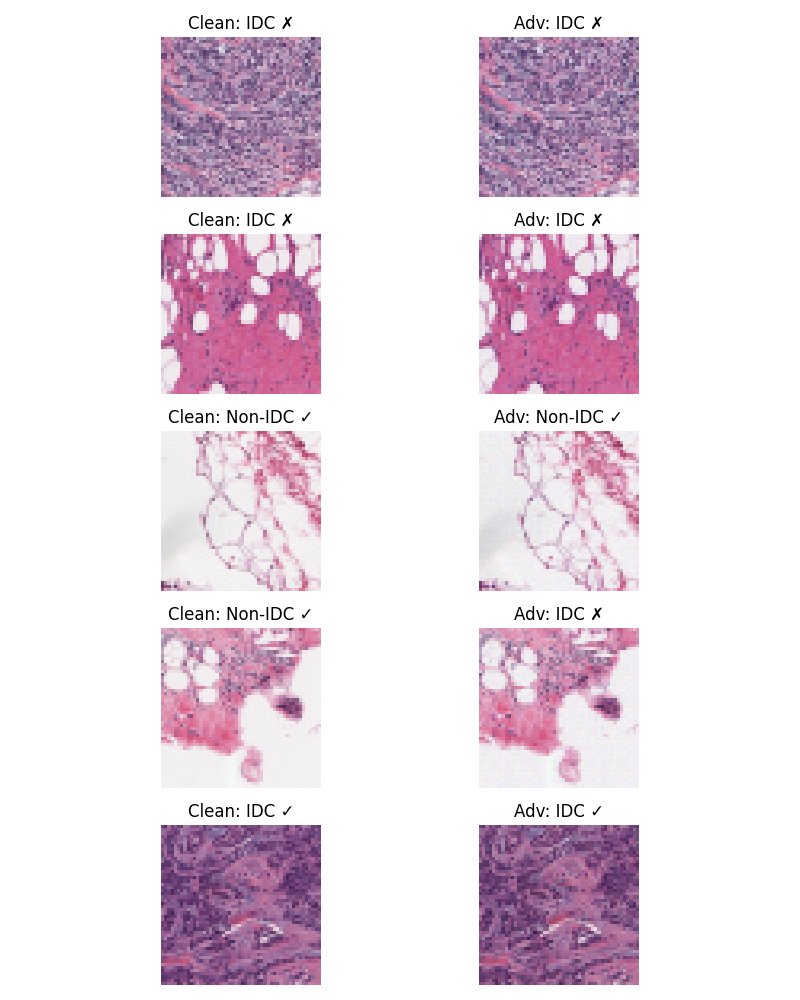 Clean: IDC ✗ Adv: IDC ✗
Clean: IDC ✗ Adv: IDC ✗
Clean: Non-IDC ✓ Adv: Non-IDC ✓
Clean: Non-IDC ✓ Adv: IDC ✗
Clean: IDC ✓ Adv: IDC ✓